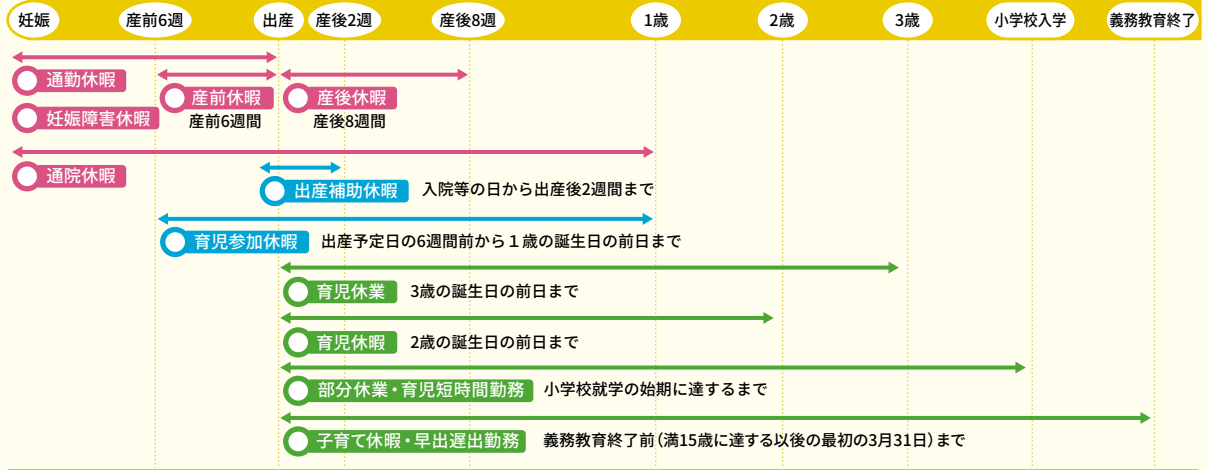 妊娠 産前6週 出産 産後2週 産後8週 1歳 2歳 3歳 小学校入学 義務教育終了
通勤休暇
産前休暇 産後休暇
妊娠障害休暇 産前6週間 産後8週間
通院休暇
出産補助休暇 入院等の日から出産後2週間まで
育児参加休暇 出産予定日の6週間前から1歳の誕生日の前日まで
育児休業 3歳の誕生日の前日まで
育児休暇 2歳の誕生日の前日まで
部分休業・育児短時間勤務 小学校就学の始期に達するまで
子育て休暇・早出遅出勤務 義務教育終了前(満15歳に達する以後の最初の3月31日)まで